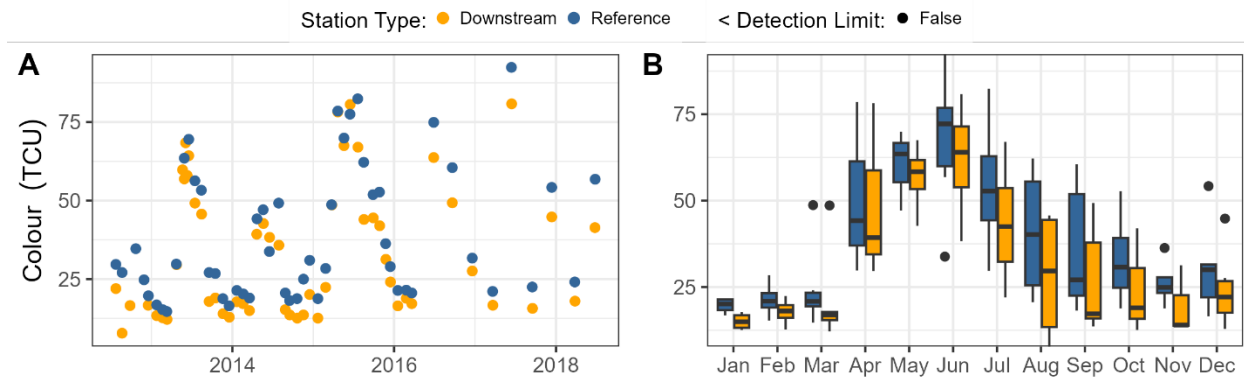 Station Type: Downstream Reference < Detection Limit: False
A
B
Colour (TCU)
75
50
25
2014 2016 2018
75
50
25
Jan Feb Mar Apr May Jun Jul Aug Sep Oct Nov Dec